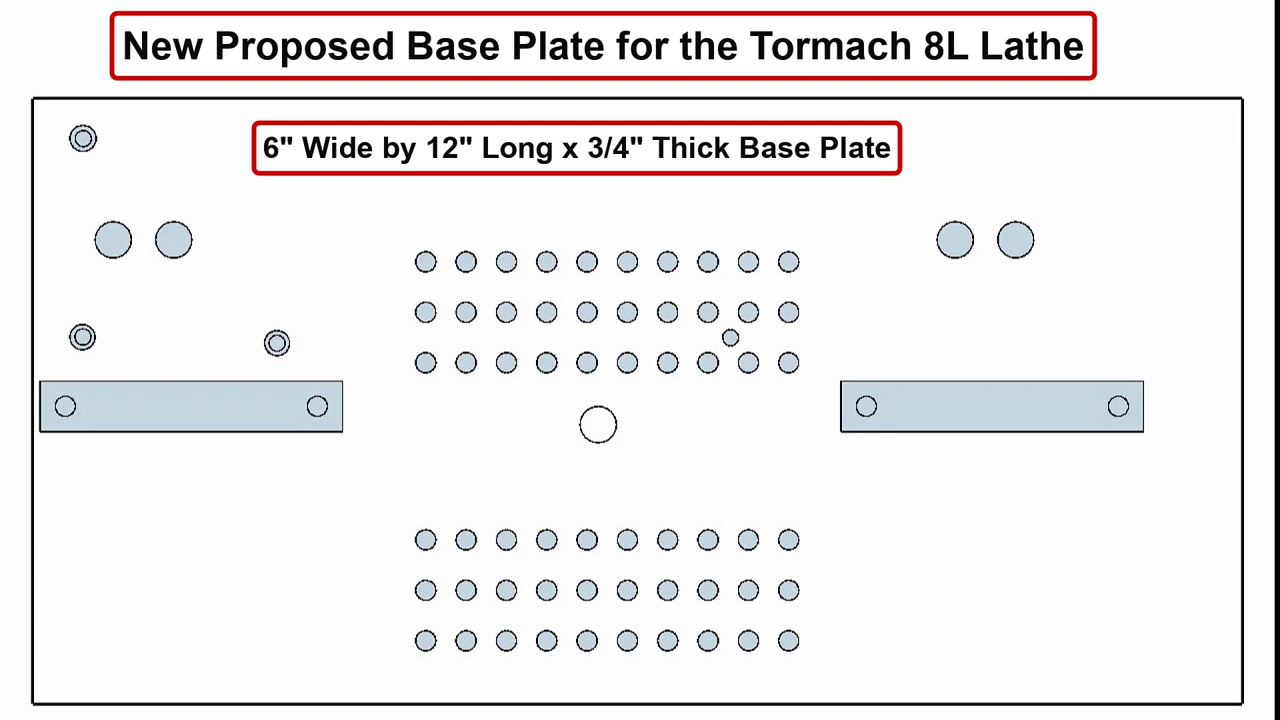 New Proposed Base Plate for the Tormach 8L Lathe
6" Wide by 12" Long x 3/4" Thick Base Plate